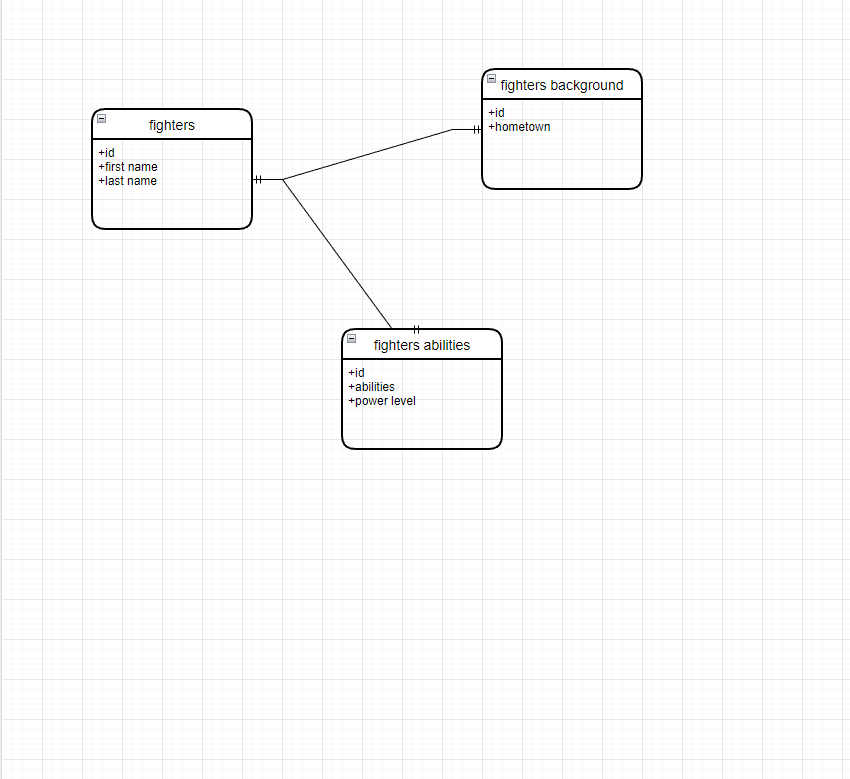 fighters
+id
+first name
+last name
fighters background
+id
+hometown
fighters abilities
+id
+abilities
+power level